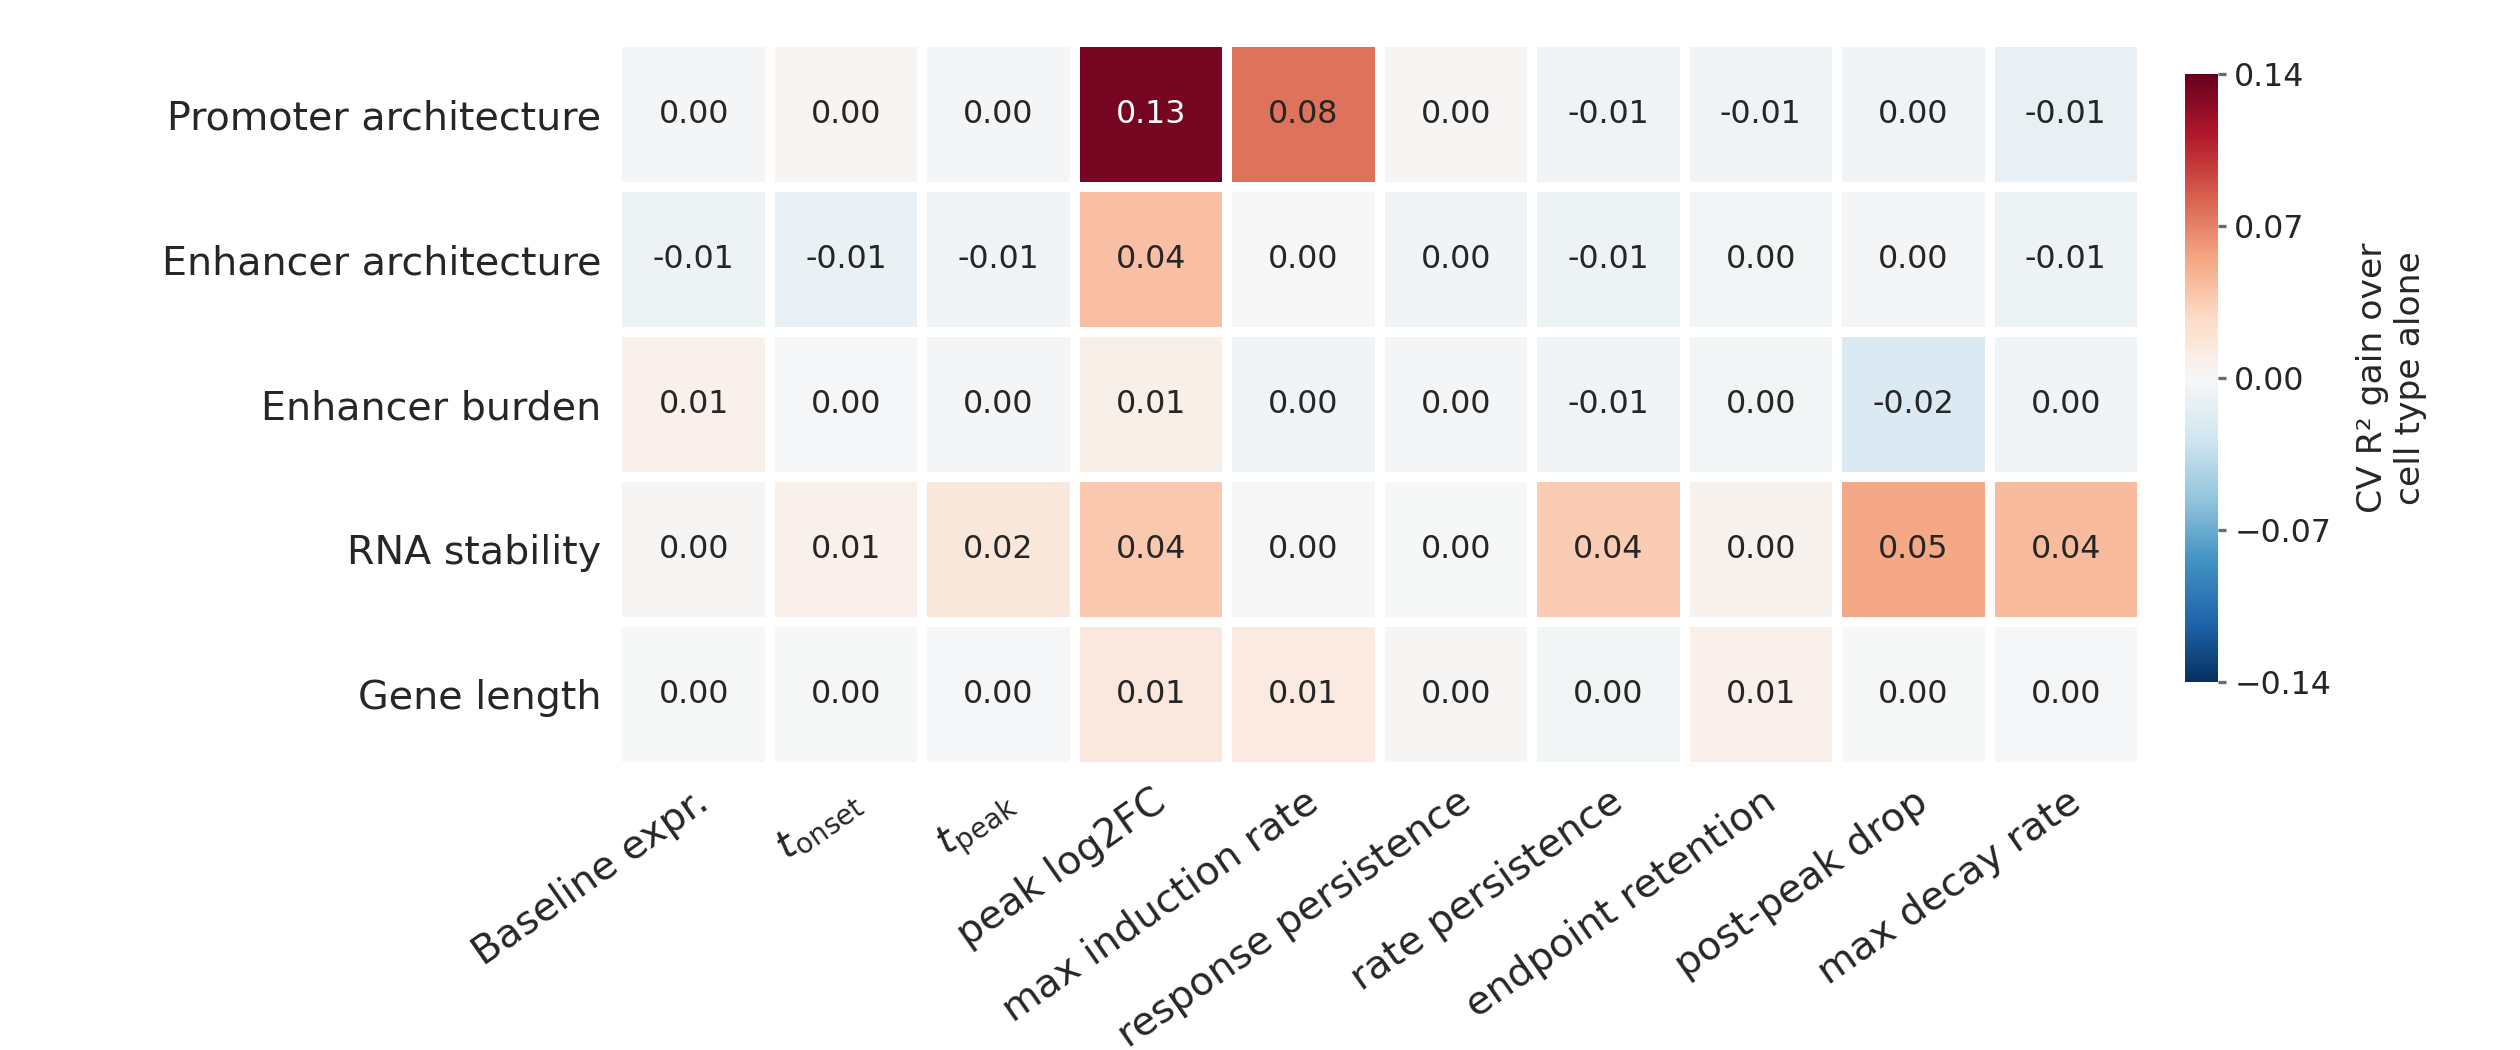 Promoter architecture 0.00 0.00 0.00 0.13 0.08 0.00 -0.01 -0.01 0.00 -0.01
Enhancer architecture -0.01 -0.01 -0.01 0.04 0.00 0.00 -0.01 0.00 0.00 -0.01
Enhancer burden 0.01 0.00 0.00 0.01 0.00 0.00 -0.01 0.00 -0.02 0.00
RNA stability 0.00 0.01 0.02 0.04 0.00 0.00 0.04 0.00 0.05 0.04
Gene length 0.00 0.00 0.00 0.01 0.01 0.00 0.00 0.01 0.00 0.00
Baseline expr.
t onset
t peak
peak log2FC
max induction rate
response persistence
rate persistence
endpoint retention
post-peak drop
max decay rate
0.14
0.07
0.00
−0.07
−0.14
CV R² gain over
cell type alone